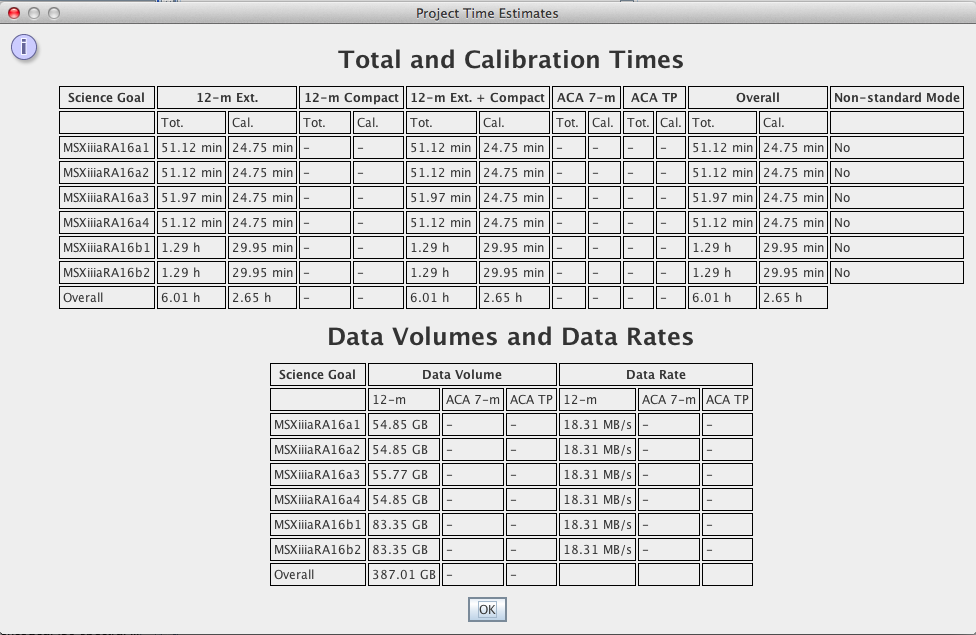 Project Time Estimates
i
Total and Calibration Times
Science Goal 12-m Ext. 12-m Compact 12-m Ext. + Compact ACA 7-m ACA TP Overall Non-standard Mode
Tot. Cal. Tot. Cal. Tot. Cal. Tot. Cal. Tot. Cal. Tot. Cal.
MSXiiiaRA16a1 51.12 min 24.75 min – – 51.12 min 24.75 min – – – – 51.12 min 24.75 min No
MSXiiiaRA16a2 51.12 min 24.75 min – – 51.12 min 24.75 min – – – – 51.12 min 24.75 min No
MSXiiiaRA16a3 51.97 min 24.75 min – – 51.97 min 24.75 min – – – – 51.97 min 24.75 min No
MSXiiiaRA16a4 51.12 min 24.75 min – – 51.12 min 24.75 min – – – – 51.12 min 24.75 min No
MSXiiiaRA16b1 1.29 h 29.95 min – – 1.29 h 29.95 min – – – – 1.29 h 29.95 min No
MSXiiiaRA16b2 1.29 h 29.95 min – – 1.29 h 29.95 min – – – – 1.29 h 29.95 min No
Overall 6.01 h 2.65 h – – 6.01 h 2.65 h – – – – 6.01 h 2.65 h
Data Volumes and Data Rates
Science Goal Data Volume Data Rate
12-m ACA 7-m ACA TP 12-m ACA 7-m ACA TP
MSXiiiaRA16a1 54.85 GB – – 18.31 MB/s – –
MSXiiiaRA16a2 54.85 GB – – 18.31 MB/s – –
MSXiiiaRA16a3 55.77 GB – – 18.31 MB/s – –
MSXiiiaRA16a4 54.85 GB – – 18.31 MB/s – –
MSXiiiaRA16b1 83.35 GB – – 18.31 MB/s – –
MSXiiiaRA16b2 83.35 GB – – 18.31 MB/s – –
Overall 387.01 GB – –
OK